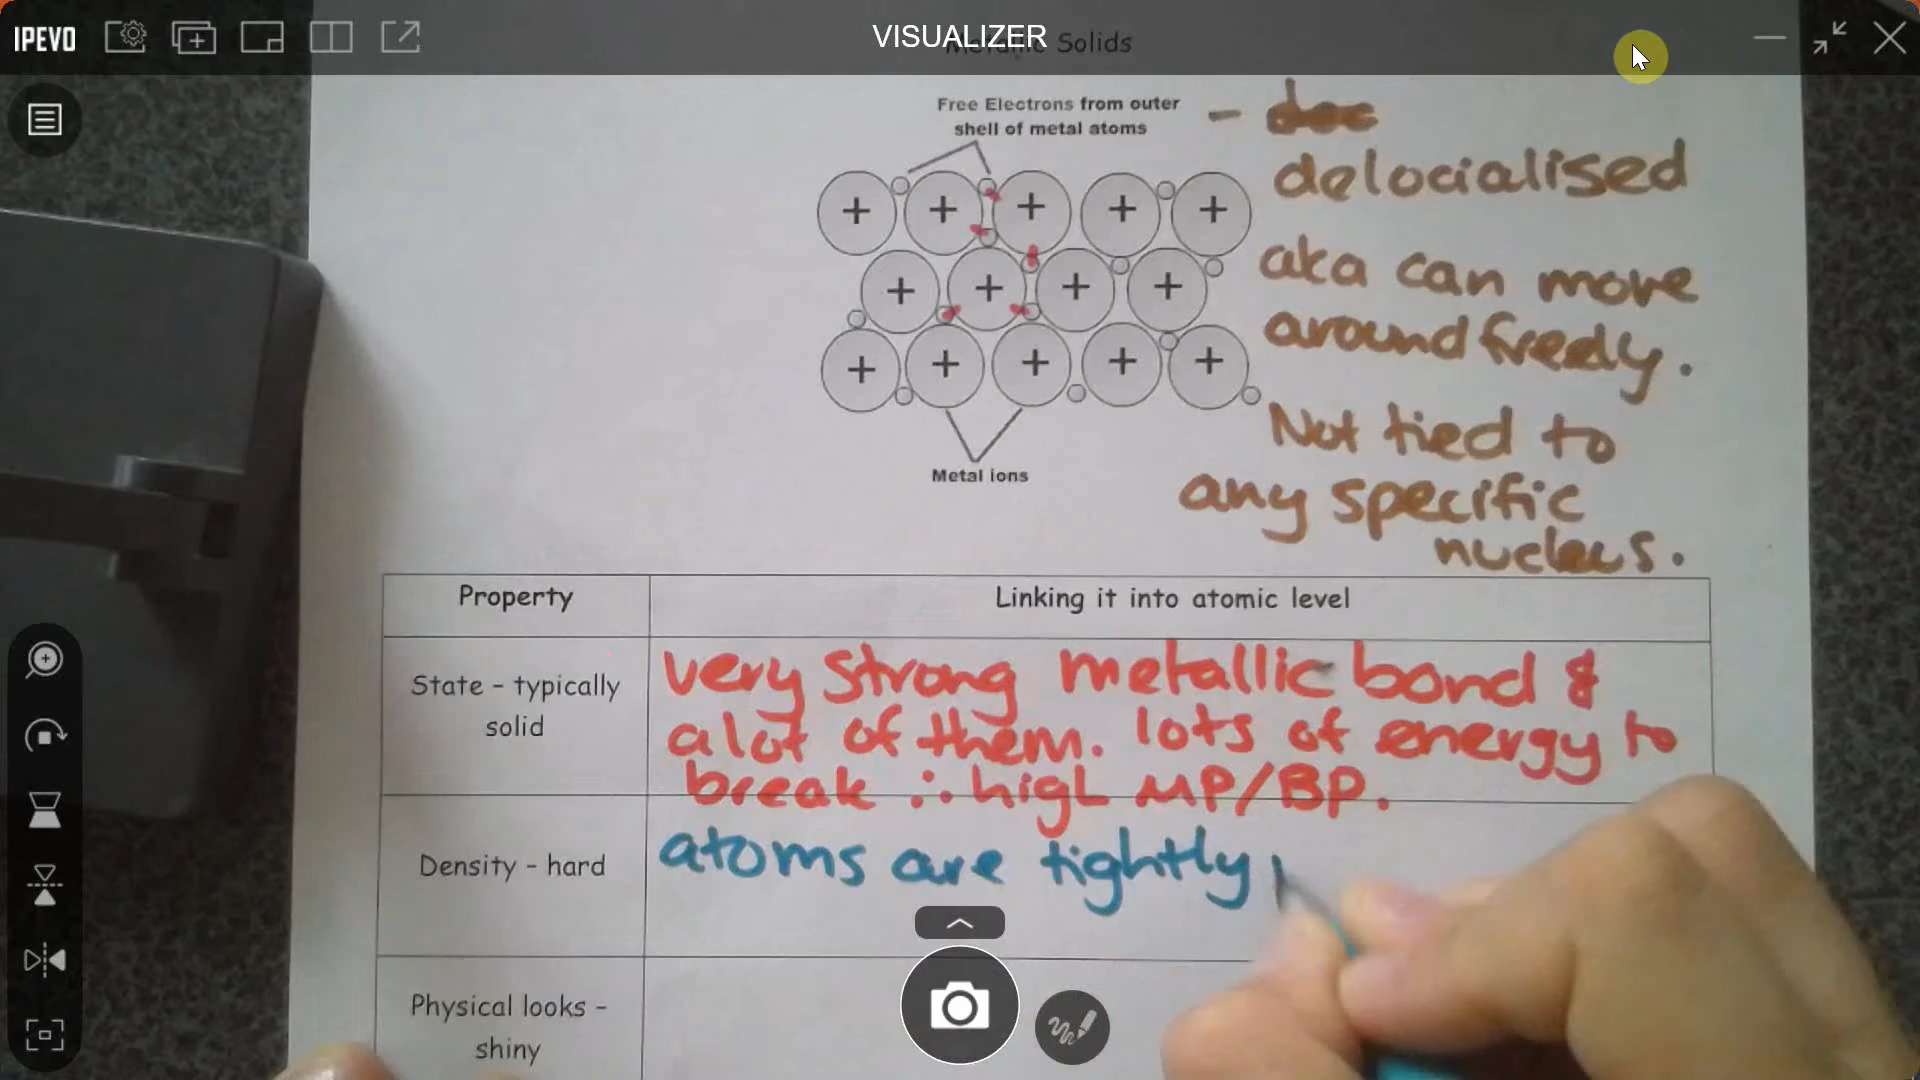 IPEVO
VISUALIZER
Metallic Solids
Free Electrons from outer
shell of metal atoms
-
delocialised
aka can move
around freely.
Not tied to
any specific
nucleus.
+ + + + +
+ + + +
+ + + + +
Metal ions
Property
Linking it into atomic level
State - typically
solid
very strong metallic bond &
alot of them. lots of energy to
break ∴ high MP/BP.
Density - hard
atoms are tightly
Physical looks -
shiny